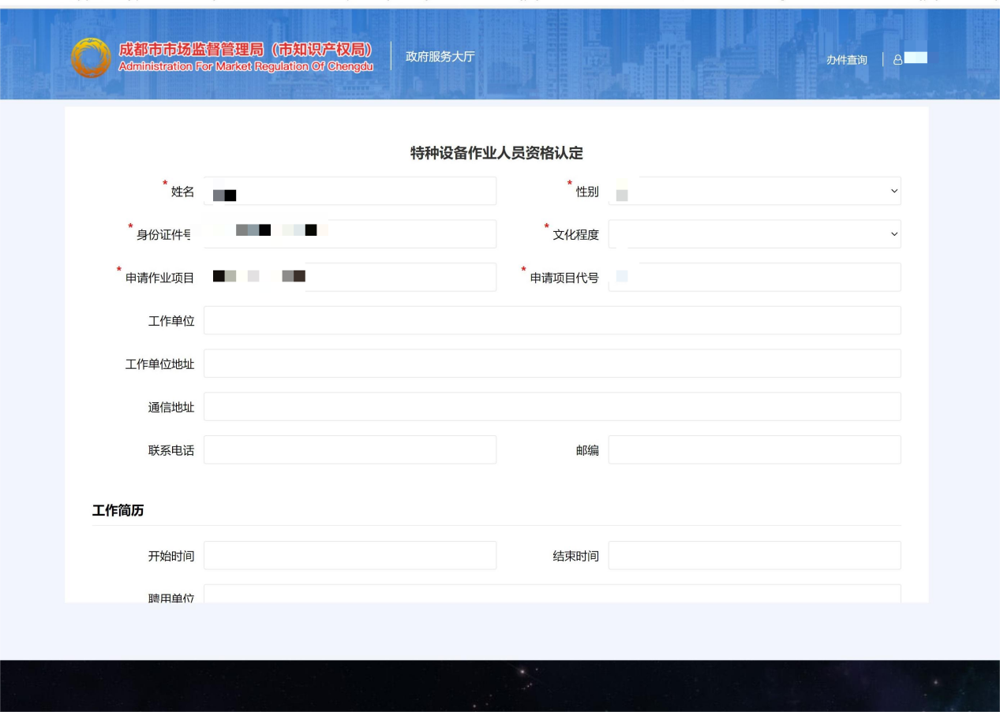 成都市市场监督管理局（市知识产权局）
Administration For Market Regulation Of Chengdu
政府服务大厅
办件查询
特种设备作业人员资格认定
* 姓名
* 性别
* 身份证件号
* 文化程度
* 申请作业项目
* 申请项目代号
工作单位
工作单位地址
通信地址
联系电话
邮编
工作简历
开始时间
结束时间
聘用单位